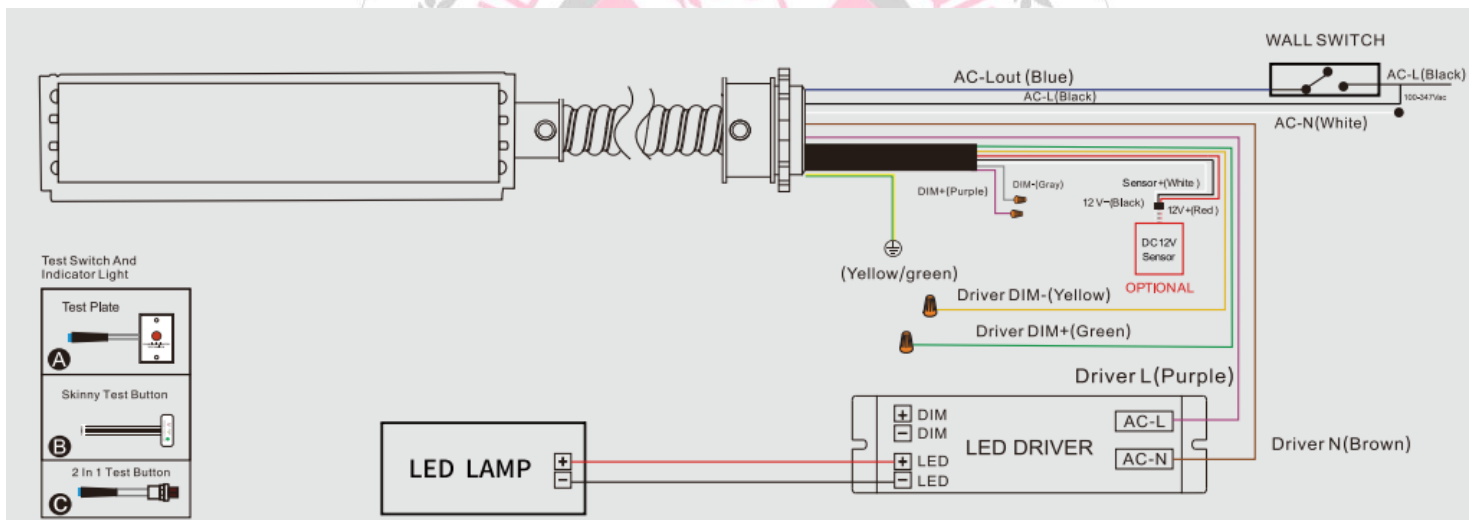 WALL SWITCH
AC-Lout (Blue)
AC-L(Black)
AC-L(Black)
100-347Vac
AC-N(White)
DIM+(Purple)
DIM-(Gray)
Sensor+(White )
12 V-(Black)
12V+(Red )
DC12V
Sensor
OPTIONAL
(Yellow/green)
Driver DIM-(Yellow)
Driver DIM+(Green)
Driver L(Purple)
Driver N(Brown)
Test Switch And
Indicator Light
Test Plate
A
Skinny Test Button
B
2 In 1 Test Button
C
LED LAMP
+
-
+ DIM
- DIM
+ LED
- LED
LED DRIVER
AC-L
AC-N